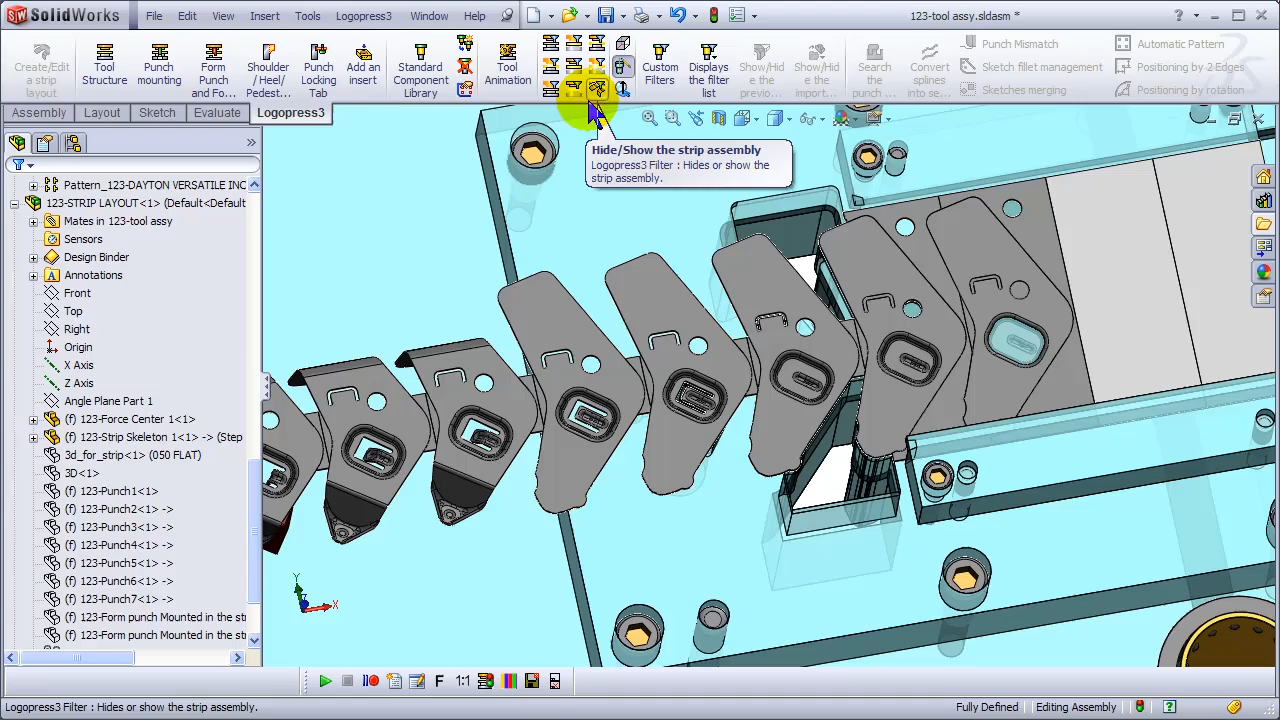 SolidWorks File Edit View Insert Tools Logopress3 Window Help 123-tool assy.sldasm *
Create/Edit a strip layout
Tool Structure
Punch mounting
Form Punch and Fo...
Shoulder /Heel/ Pedest...
Punch Locking Tab
Add an insert
Standard Component Library
Tool Animation
Custom Filters
Displays the filter list
Show/Hide the previo...
Show/Hide the import...
Search the punch ...
Convert splines into se...
Punch Mismatch
Sketch fillet management
Sketches merging
Automatic Pattern
Positioning by 2 Edges
Positioning by rotation
Assembly Layout Sketch Evaluate Logopress3
Hide/Show the strip assembly
Logopress3 Filter : Hides or show the
strip assembly.
Pattern_123-DAYTON VERSATILE INC
123-STRIP LAYOUT<1> (Default<Default
Mates in 123-tool assy
Sensors
Design Binder
Annotations
Front
Top
Right
Origin
X Axis
Z Axis
Angle Plane Part 1
(f) 123-Force Center 1<1>
(f) 123-Strip Skeleton 1<1> -> (Step
3d_for_strip<1> (050 FLAT)
3D<1>
(f) 123-Punch1<1>
(f) 123-Punch2<1> ->
(f) 123-Punch3<1> ->
(f) 123-Punch4<1> ->
(f) 123-Punch5<1> ->
(f) 123-Punch6<1> ->
(f) 123-Punch7<1> ->
(f) 123-Form punch Mounted in the str
(f) 123-Form punch Mounted in the str
Y
X
F 1:1
Logopress3 Filter : Hides or show the strip assembly. Fully Defined Editing Assembly